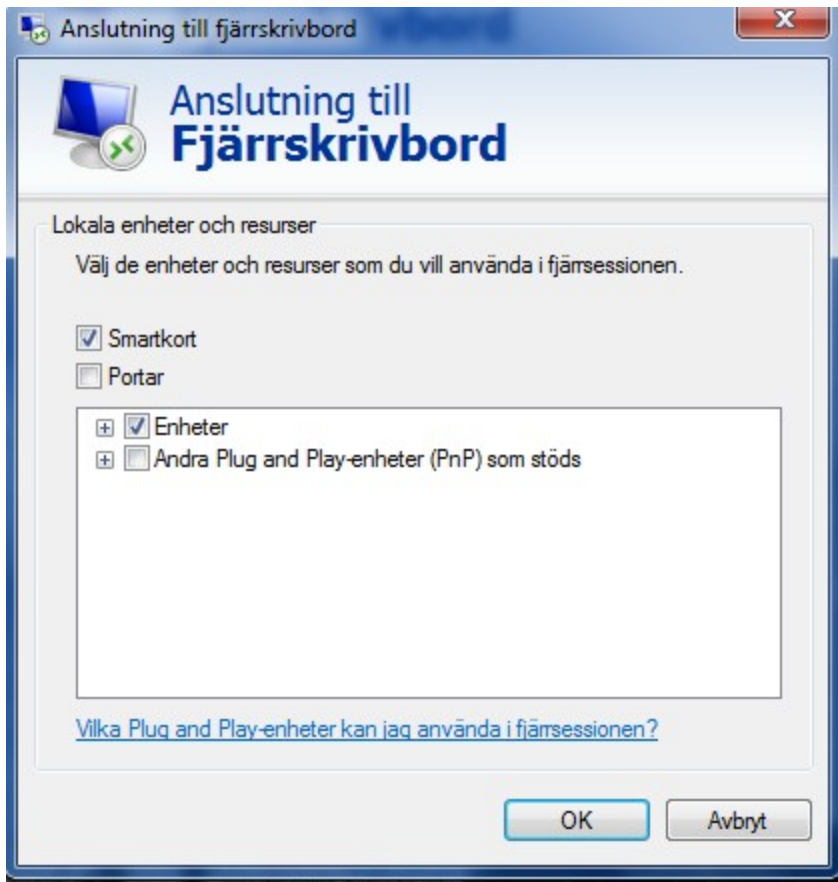 Anslutning till fjärrskrivbord
Anslutning till
Fjärrskrivbord
Lokala enheter och resurser
Välj de enheter och resurser som du vill använda i fjärrsessionen.
Smartkort
Portar
Enheter
Andra Plug and Play-enheter (PnP) som stöds
Vilka Plug and Play-enheter kan jag använda i fjärrsessionen?
OK Avbryt